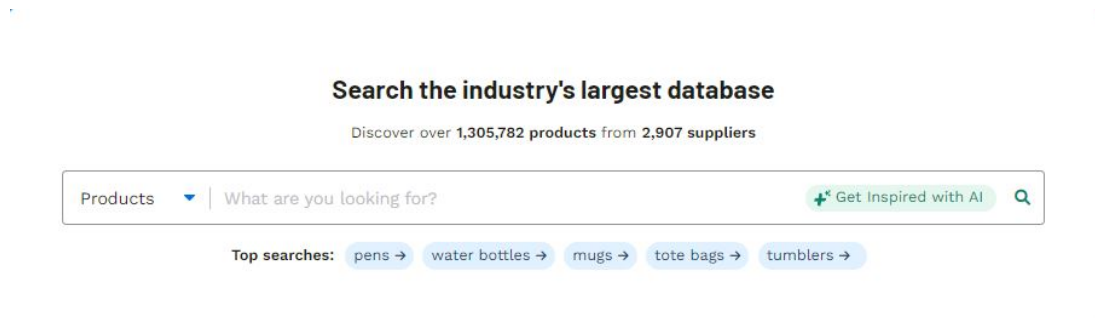 Search the industry's largest database
Discover over 1,305,782 products from 2,907 suppliers
Products What are you looking for? Get Inspired with AI
Top searches: pens → water bottles → mugs → tote bags → tumblers →